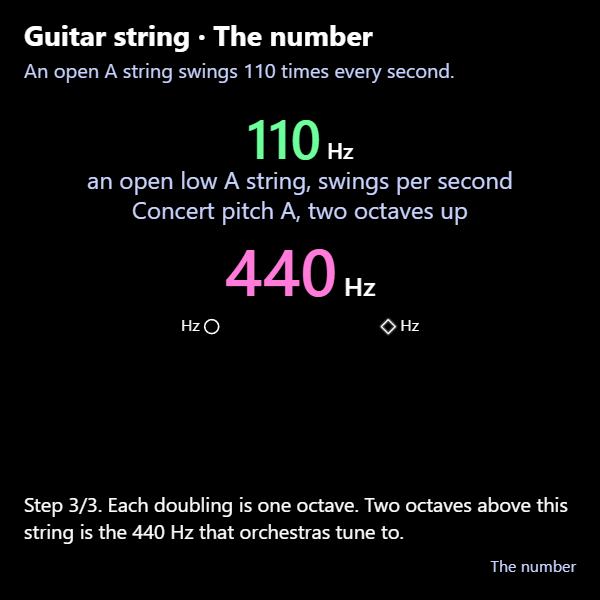 Guitar string · The number
An open A string swings 110 times every second.
110 Hz
an open low A string, swings per second
Concert pitch A, two octaves up
440 Hz
Hz
Hz
Step 3/3. Each doubling is one octave. Two octaves above this
string is the 440 Hz that orchestras tune to.
The number